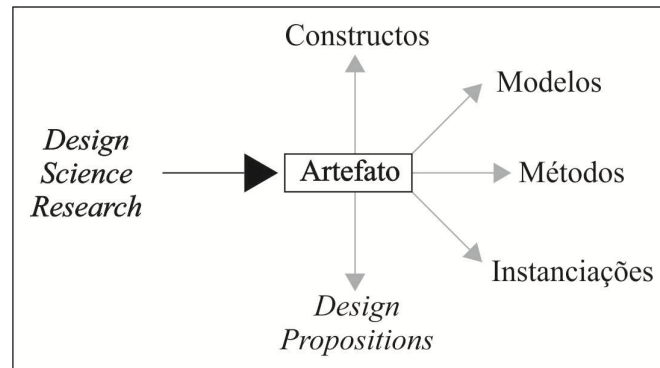 Constructos
Modelos
Design
Science
Research
Artefato
Métodos
Instanciações
Design
Propositions